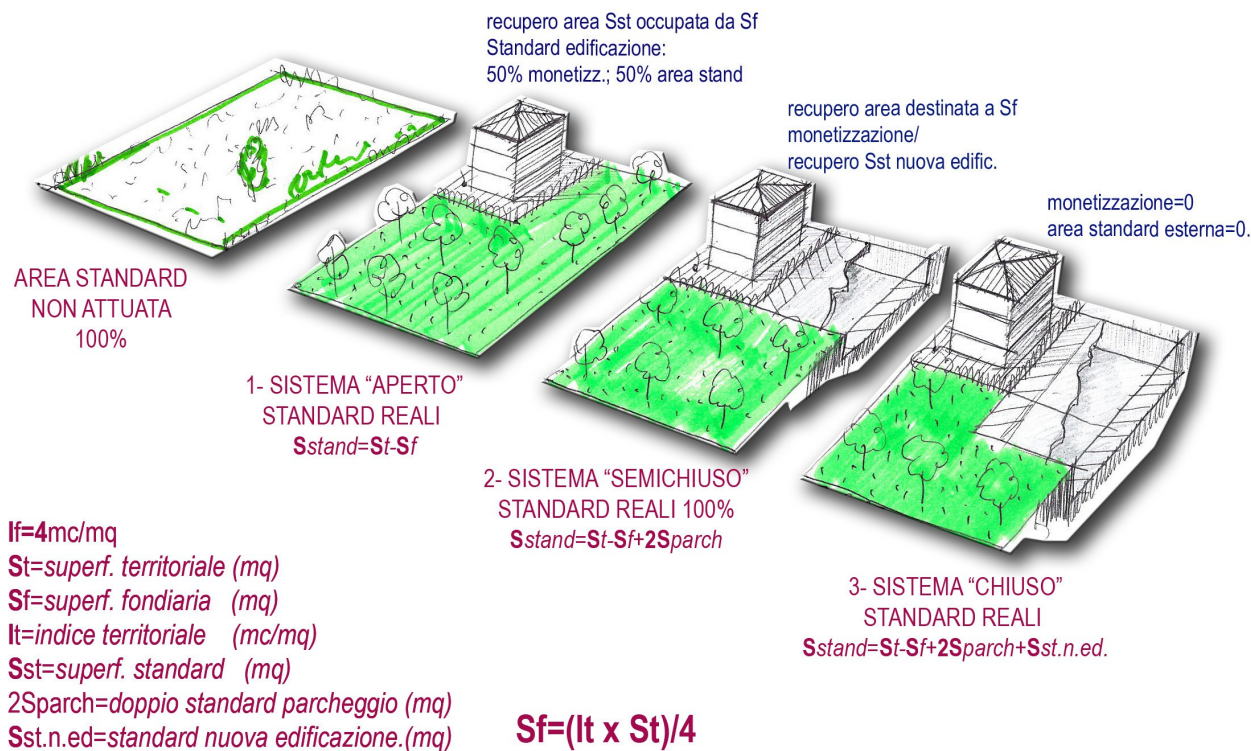 recupero area Sst occupata da Sf
Standard edificazione:
50% monetizz.; 50% area stand
recupero area destinata a Sf
monetizzazione/
recupero Sst nuova edific.
monetizzazione=0
area standard esterna=0.
AREA STANDARD
NON ATTUATA
100%
1- SISTEMA “APERTO”
STANDARD REALI
Sstand=St-Sf
2- SISTEMA “SEMICHIUSO”
STANDARD REALI 100%
Sstand=St-Sf+2Sparch
3- SISTEMA “CHIUSO”
STANDARD REALI
Sstand=St-Sf+2Sparch+Sst.n.ed.
If=4mc/mq
St=superf. territoriale (mq)
Sf=superf. fondiaria (mq)
It=indice territoriale (mc/mq)
Sst=superf. standard (mq)
2Sparch=doppio standard parcheggio (mq)
Sst.n.ed=standard nuova edificazione.(mq)
Sf=(It x St)/4